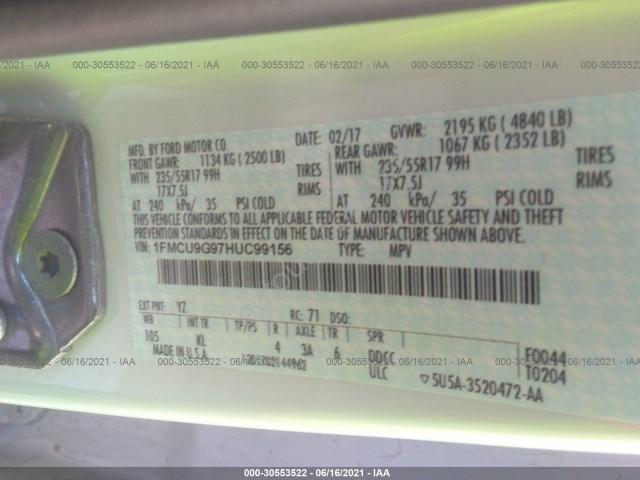 000-30553522 - 06/16/2021 - IAA
MFD. BY FORD MOTOR CO. DATE: 02/17 GVWR: 2195 KG ( 4840 LB)
FRONT GAWR: 1134 KG ( 2500 LB) REAR GAWR: 1067 KG ( 2352 LB)
WITH 235/55R17 99H TIRES WITH 235/55R17 99H TIRES
17X7.5J RIMS 17X7.5J RIMS
AT 240 kPa/ 35 PSI COLD AT 240 kPa/ 35 PSI COLD
THIS VEHICLE CONFORMS TO ALL APPLICABLE FEDERAL MOTOR VEHICLE SAFETY AND THEFT
PREVENTION STANDARDS IN EFFECT ON THE DATE OF MANUFACTURE SHOWN ABOVE.
VIN: 1FMCU9G97HUC99156 TYPE: MPV
EXT PNT: YZ RC: 71 DSO:
WB INT TR TP/PS R AXLE TR SPR
105 KL 4 3A 6 DDEC F0044
MADE IN U.S.A. ULC T0204
5U5A-3520472-AA
000-30553522 - 06/16/2021 - IAA